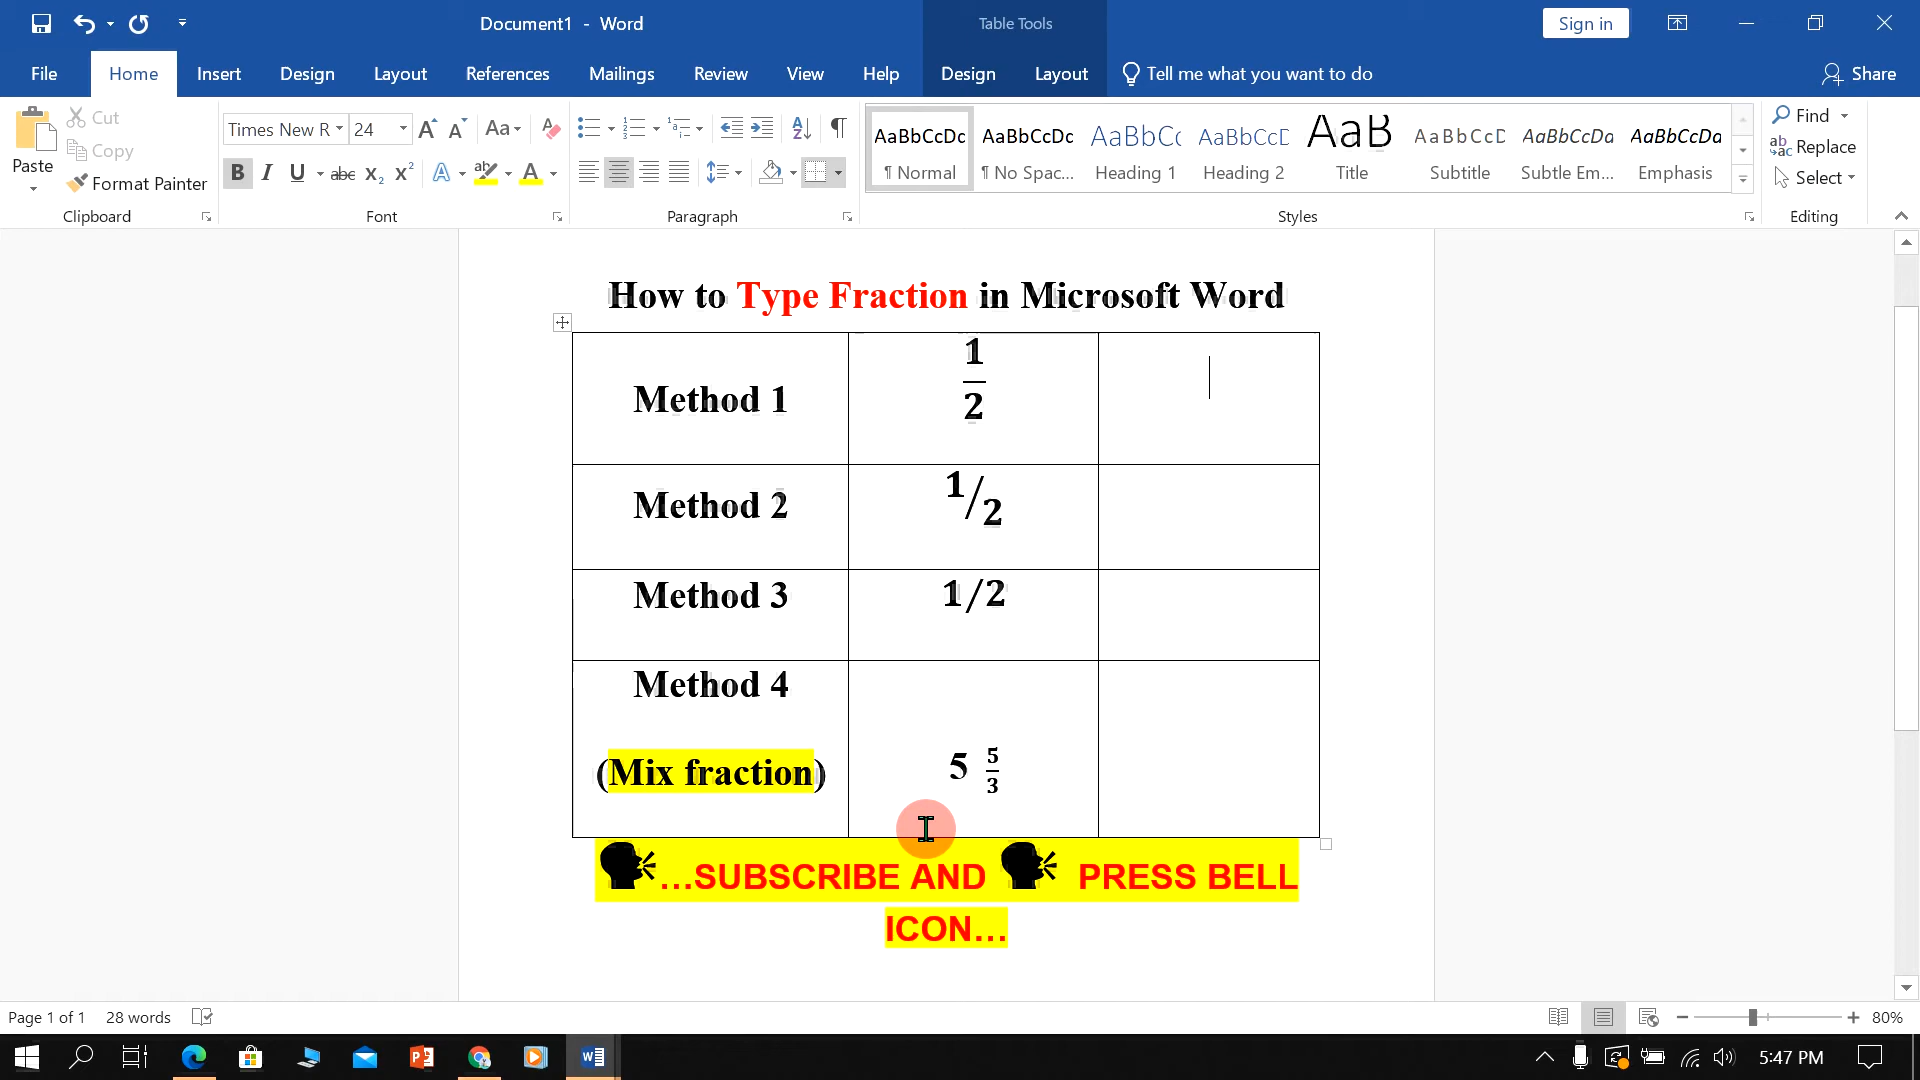 Document1 - Word
Table Tools
Sign in
File Home Insert Design Layout References Mailings Review View Help Design Layout Tell me what you want to do Share
Paste
Cut
Copy
Format Painter
Clipboard
Times New R 24
Aa
B I U abc X₂ X² A ab A
Font
Paragraph
AaBbCcDc AaBbCcDc AaBbCc AaBbCcD AaB AaBbCcD AaBbCcDa AaBbCcDa
¶ Normal ¶ No Spac... Heading 1 Heading 2 Title Subtitle Subtle Em... Emphasis
Styles
Find
Replace
Select
Editing
How to Type Fraction in Microsoft Word
Method 1 1/2
Method 2 1/2
Method 3 1/2
Method 4
(Mix fraction) 5 5/3
...SUBSCRIBE AND PRESS BELL
ICON...
Page 1 of 1 28 words 80%
5:47 PM